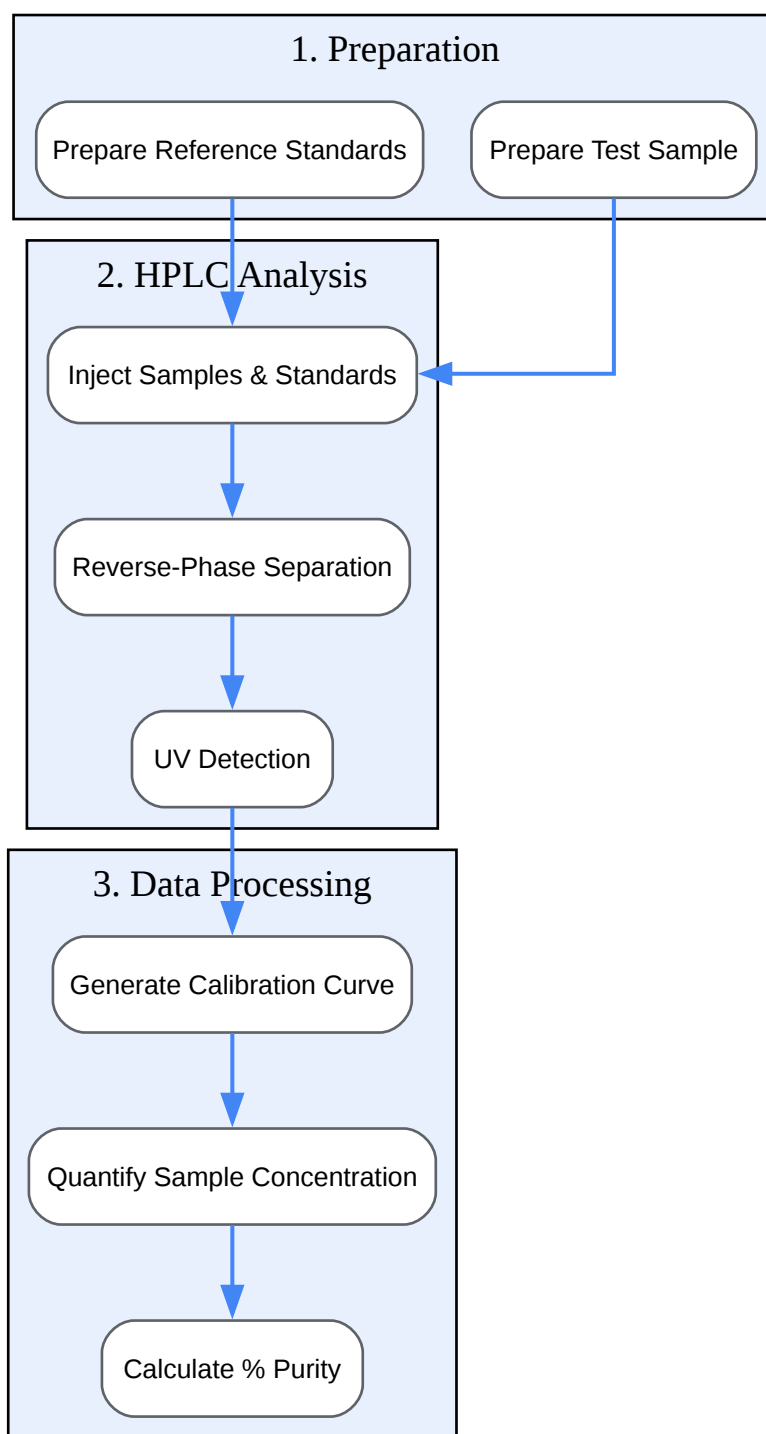 1. Preparation
Prepare Reference Standards
Prepare Test Sample
2. HPLC Analysis
Inject Samples & Standards
Reverse-Phase Separation
UV Detection
3. Data Processing
Generate Calibration Curve
Quantify Sample Concentration
Calculate % Purity